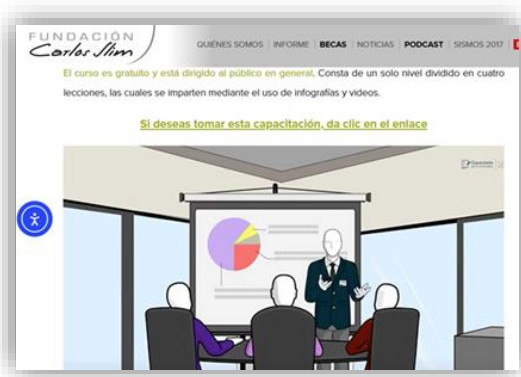 FUNDACIÓN
Carlos Slim
QUIÉNES SOMOS | INFORME | BECAS | NOTICIAS | PODCAST | SISMOS 2017 |
El curso es gratuito y está dirigido al público en general. Consta de un solo nivel dividido en cuatro
lecciones, las cuales se imparten mediante el uso de infografías y videos.
Si deseas tomar esta capacitación, da clic en el enlace